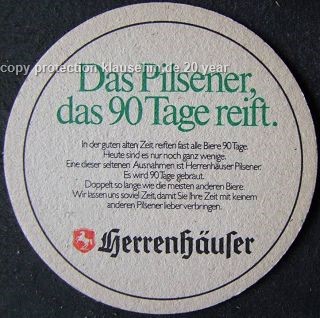 copy protection klausehmkie 20 year
Das Pilsener,
das 90 Tage reift.
In der guten alten Zeit reiften fast alle Biere 90 Tage.
Heute sind es nur noch ganz wenige.
Eine dieser seltenen Ausnahmen ist Herrenhäuser Pilsener.
Es wird 90 Tage gebraut.
Doppelt so lange wie die meisten anderen Biere.
Wir lassen uns soviel Zeit, damit Sie Ihre Zeit mit keinem
anderen Pilsener lieber verbringen.
Herrenhäuser